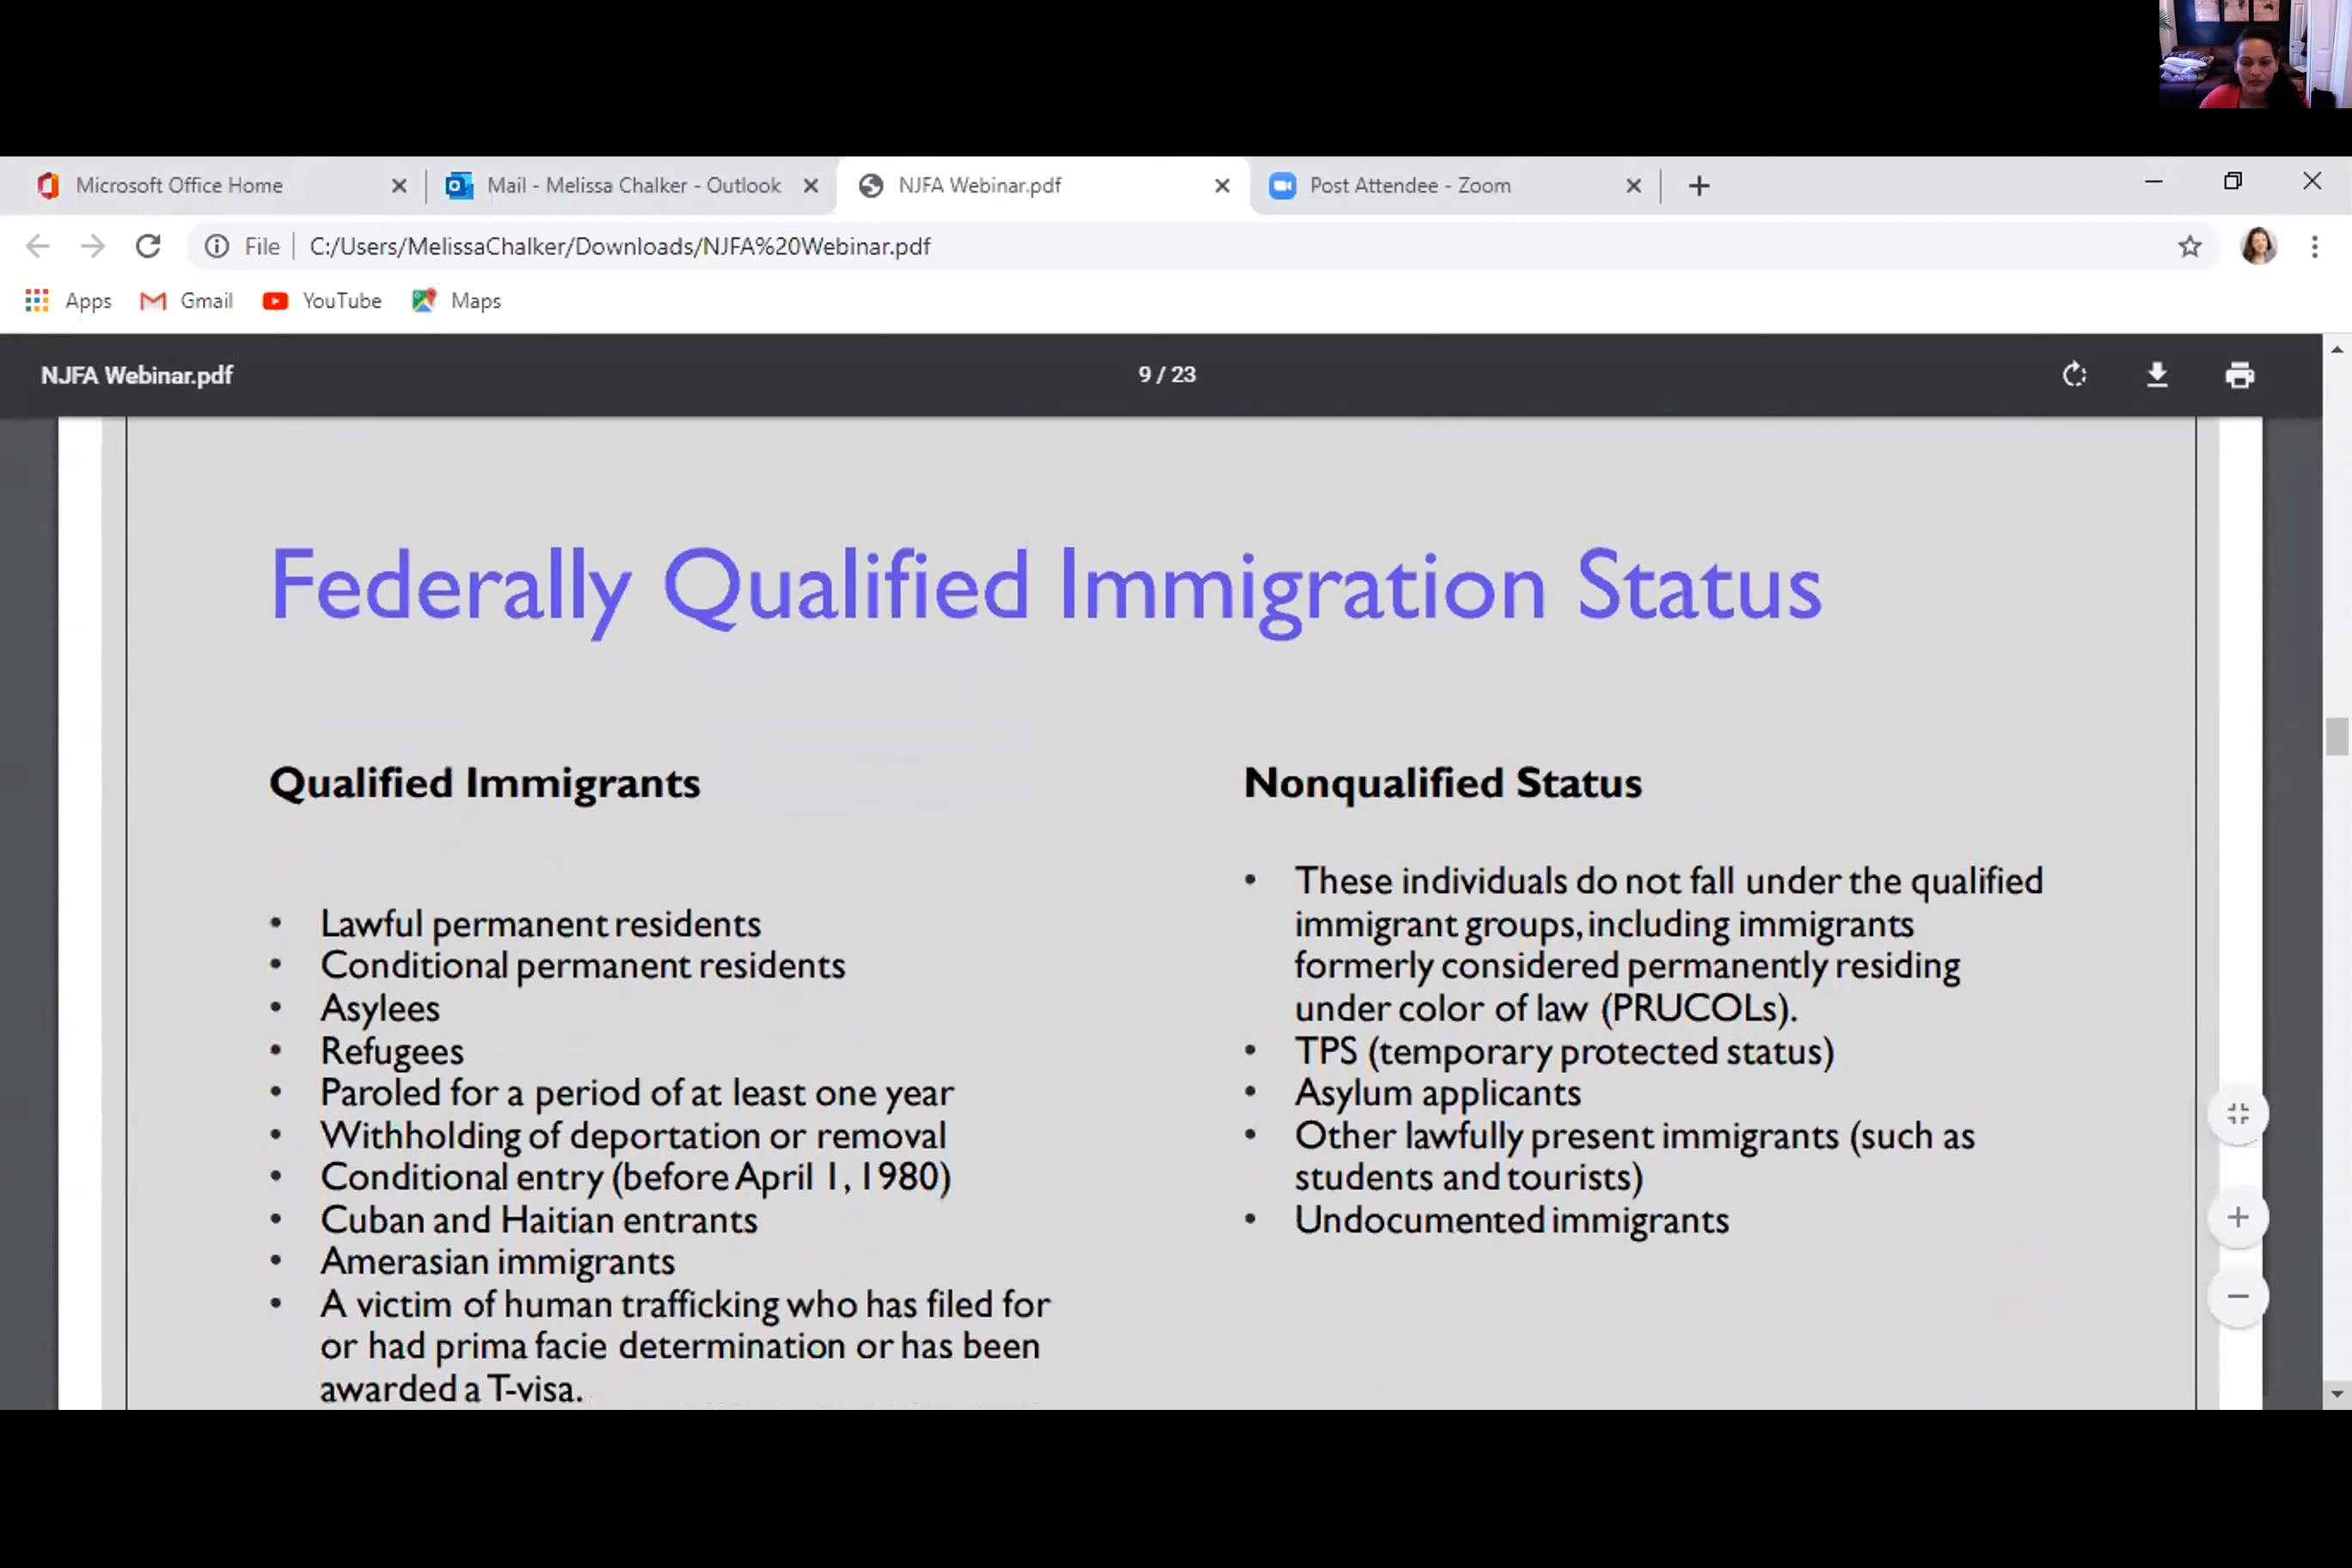 Microsoft Office Home
Mail - Melissa Chalker - Outlook
NJFA Webinar.pdf
Post Attendee - Zoom
File
C:/Users/MelissaChalker/Downloads/NJFA%20Webinar.pdf
Apps
Gmail
YouTube
Maps
NJFA Webinar.pdf
9 / 23
Federally Qualified Immigration Status
Qualified Immigrants
• Lawful permanent residents
• Conditional permanent residents
• Asylees
• Refugees
• Paroled for a period of at least one year
• Withholding of deportation or removal
• Conditional entry (before April 1, 1980)
• Cuban and Haitian entrants
• Amerasian immigrants
• A victim of human trafficking who has filed for
or had prima facie determination or has been
awarded a T-visa.
Nonqualified Status
• These individuals do not fall under the qualified
immigrant groups, including immigrants
formerly considered permanently residing
under color of law (PRUCOLs).
• TPS (temporary protected status)
• Asylum applicants
• Other lawfully present immigrants (such as
students and tourists)
• Undocumented immigrants